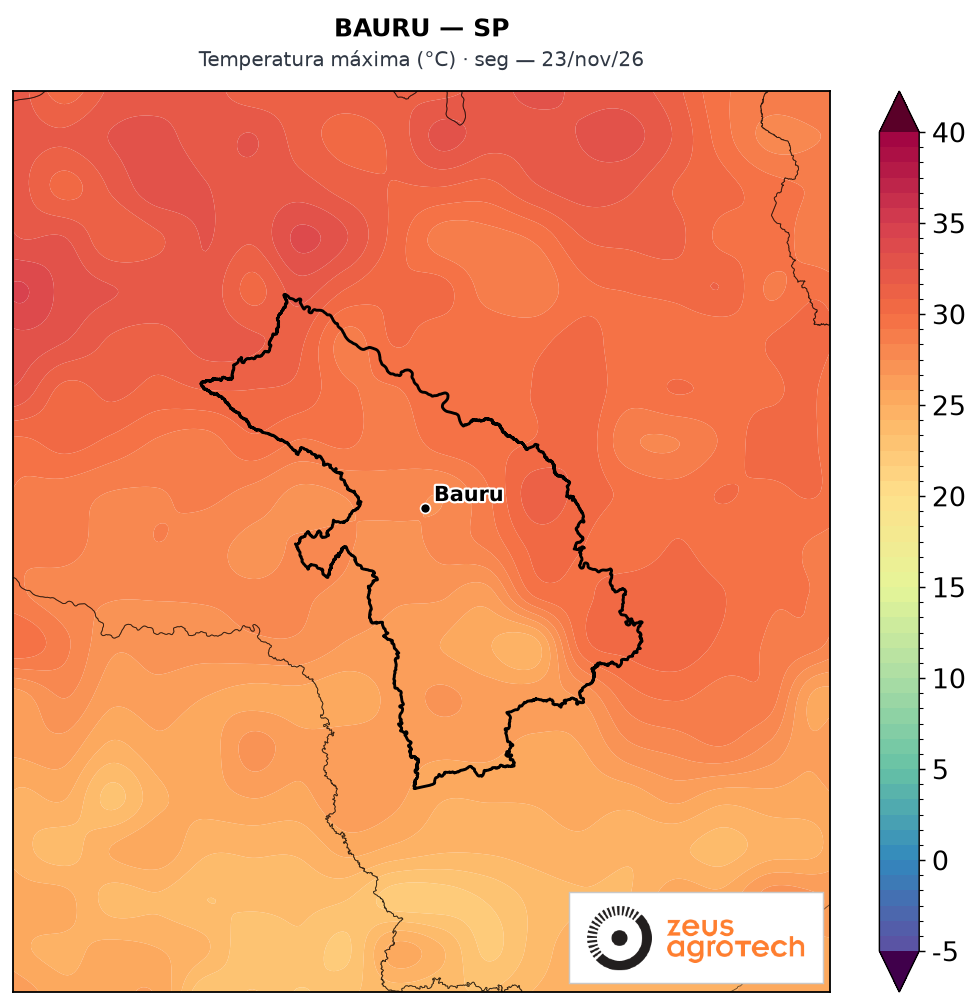 BAURU — SP
Temperatura máxima (°C) · seg — 23/nov/26
40
35
30
25
20
15
10
5
0
-5
Bauru
zeus
agrotech